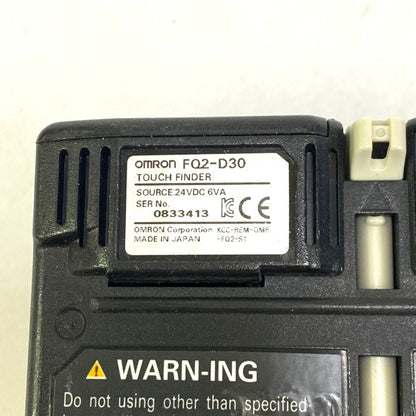 OMRON FQ2-D30
TOUCH FINDER
SOURCE:24VDC 6VA
SER No.
0833413
OMRON Corporation KCC-REM-OMR
MADE IN JAPAN -FQ2-S1
WARN-ING
Do not using other than specified